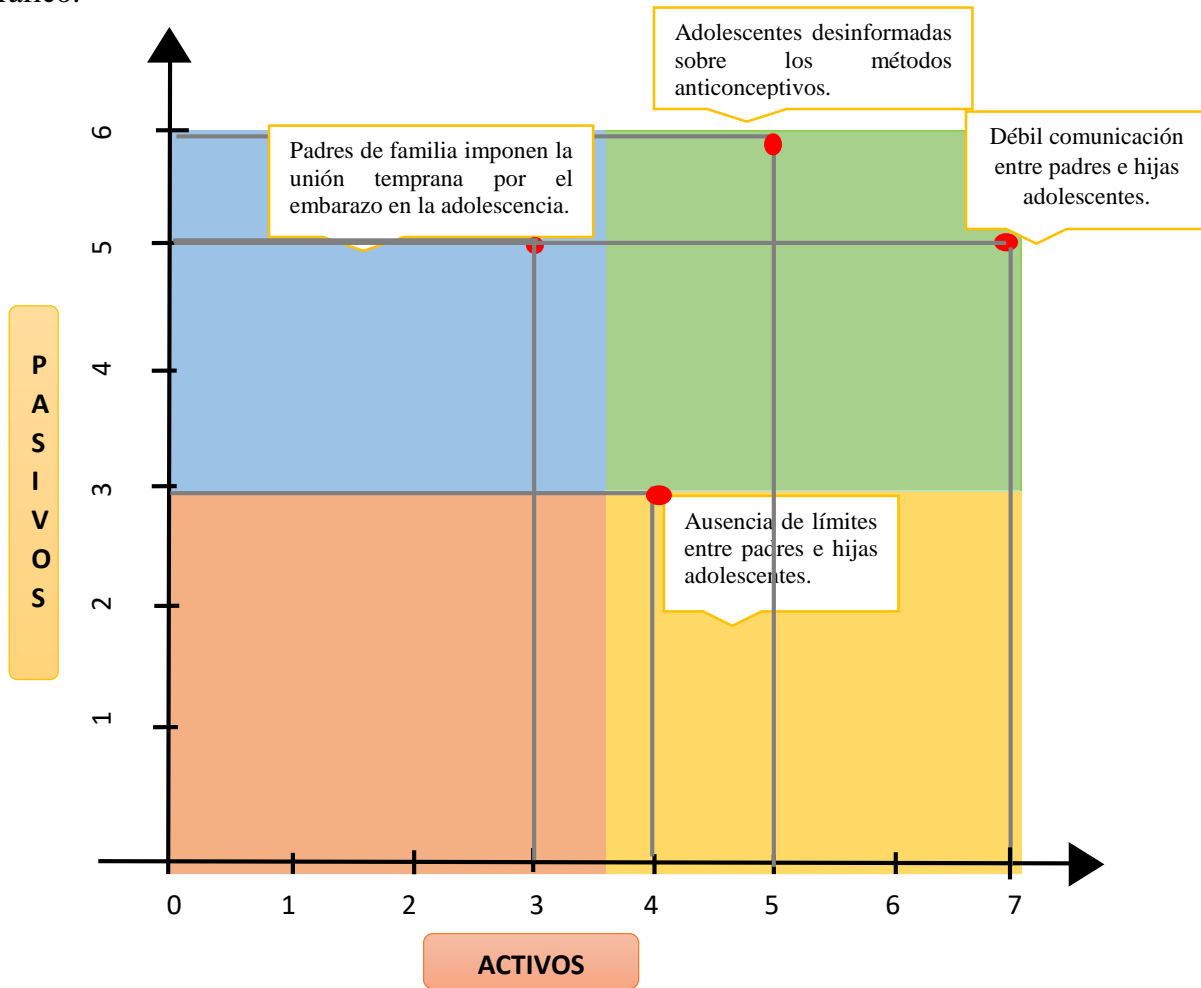 Adolescentes desinformadas
sobre los métodos
anticonceptivos.
Débil comunicación
entre padres e hijas
adolescentes.
Padres de familia imponen la
unión temprana por el
embarazo en la adolescencia.
Ausencia de límites
entre padres e hijas
adolescentes.
6
5
4
3
2
1
P
A
S
I
V
O
S
0 1 2 3 4 5 6 7
ACTIVOS